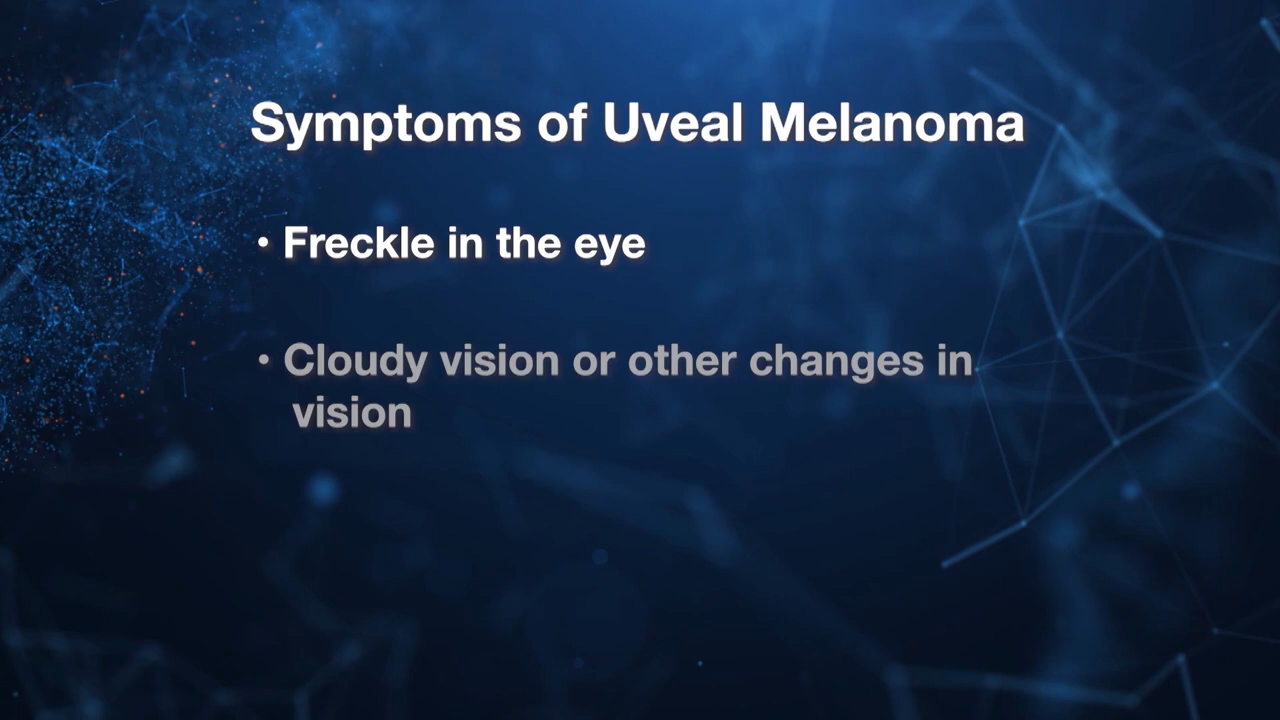 Symptoms of Uveal Melanoma
• Freckle in the eye
• Cloudy vision or other changes in
vision